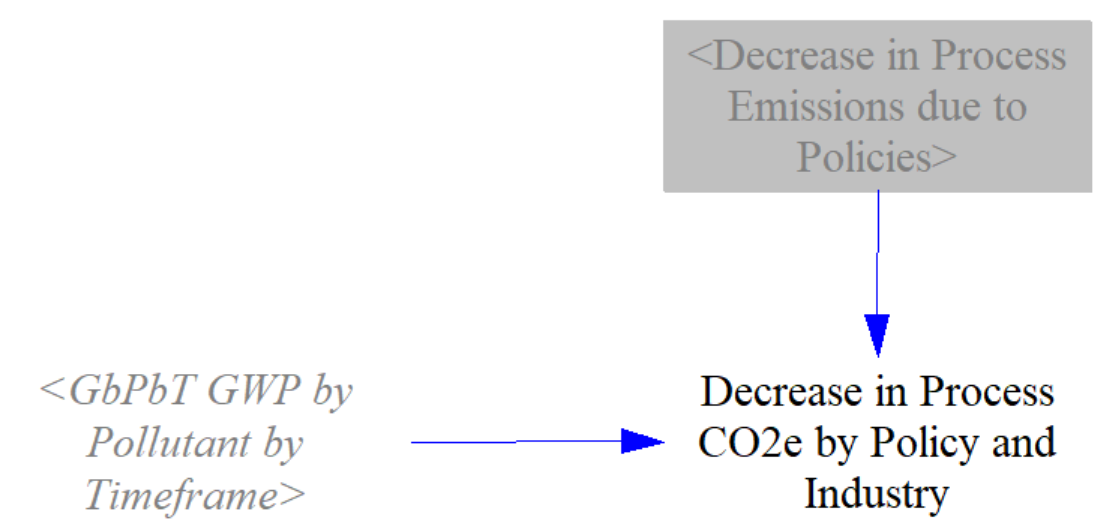 <Decrease in Process
Emissions due to
Policies>
<GbPbT GWP by
Pollutant by
Timeframe>
Decrease in Process
CO2e by Policy and
Industry